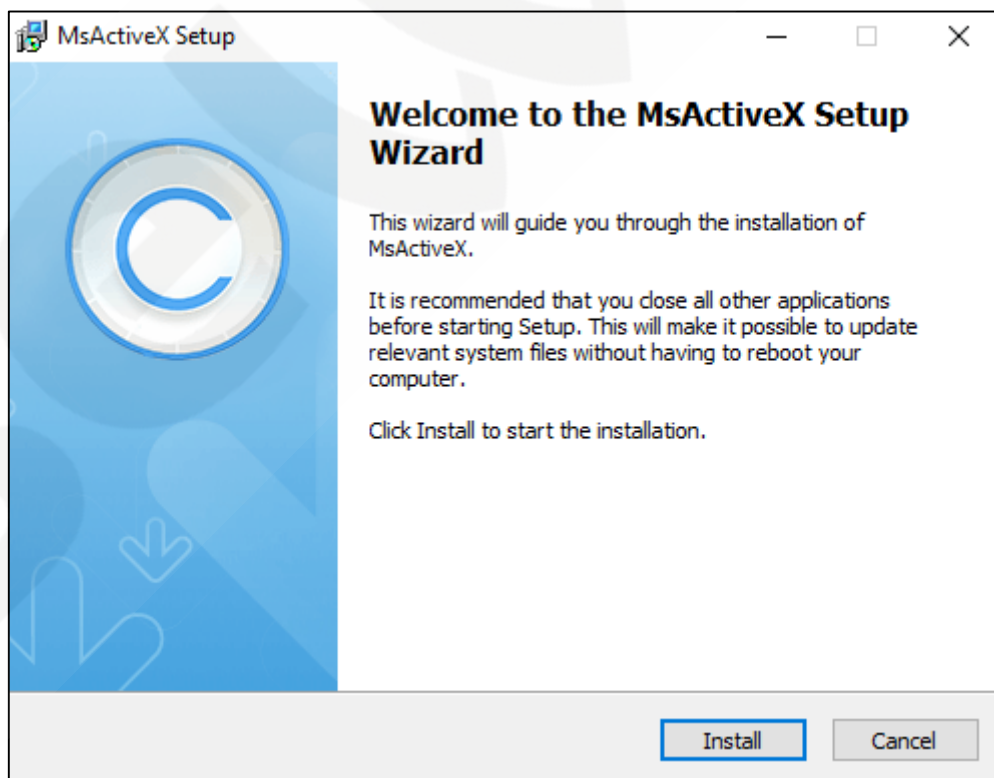 MsActiveX Setup
Welcome to the MsActiveX Setup
Wizard
This wizard will guide you through the installation of
MsActiveX.
It is recommended that you close all other applications
before starting Setup. This will make it possible to update
relevant system files without having to reboot your
computer.
Click Install to start the installation.
Install
Cancel